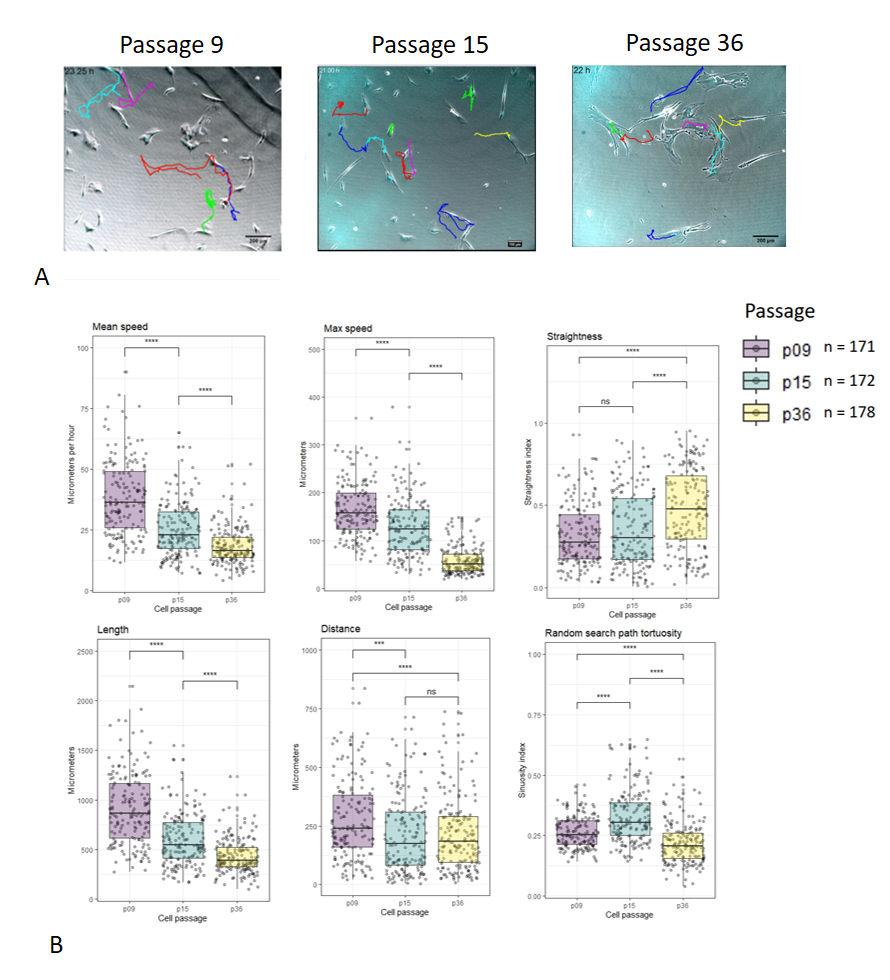 Passage 9
Passage 15
Passage 36
23.25 h
21.00 h
22 h
200 µm
200 µm
A
Passage
p09 n = 171
p15 n = 172
p36 n = 178
Mean speed
Micrometers per hour
100
75
50
25
0
****
****
p09 p15 p36
Cell passage
Max speed
Micrometers
500
400
300
200
100
0
****
****
p09 p15 p36
Cell passage
Straightness
Straightness index
1.0
0.5
0.0
****
****
ns
p09 p15 p36
Cell passage
Length
Micrometers
2500
2000
1500
1000
500
0
****
****
p09 p15 p36
Cell passage
Distance
Micrometers
1000
750
500
250
0
***
****
ns
p09 p15 p36
Cell passage
Random search path tortuosity
Sinuosity index
1.00
0.75
0.50
0.25
0.00
****
****
****
p09 p15 p36
Cell passage
B